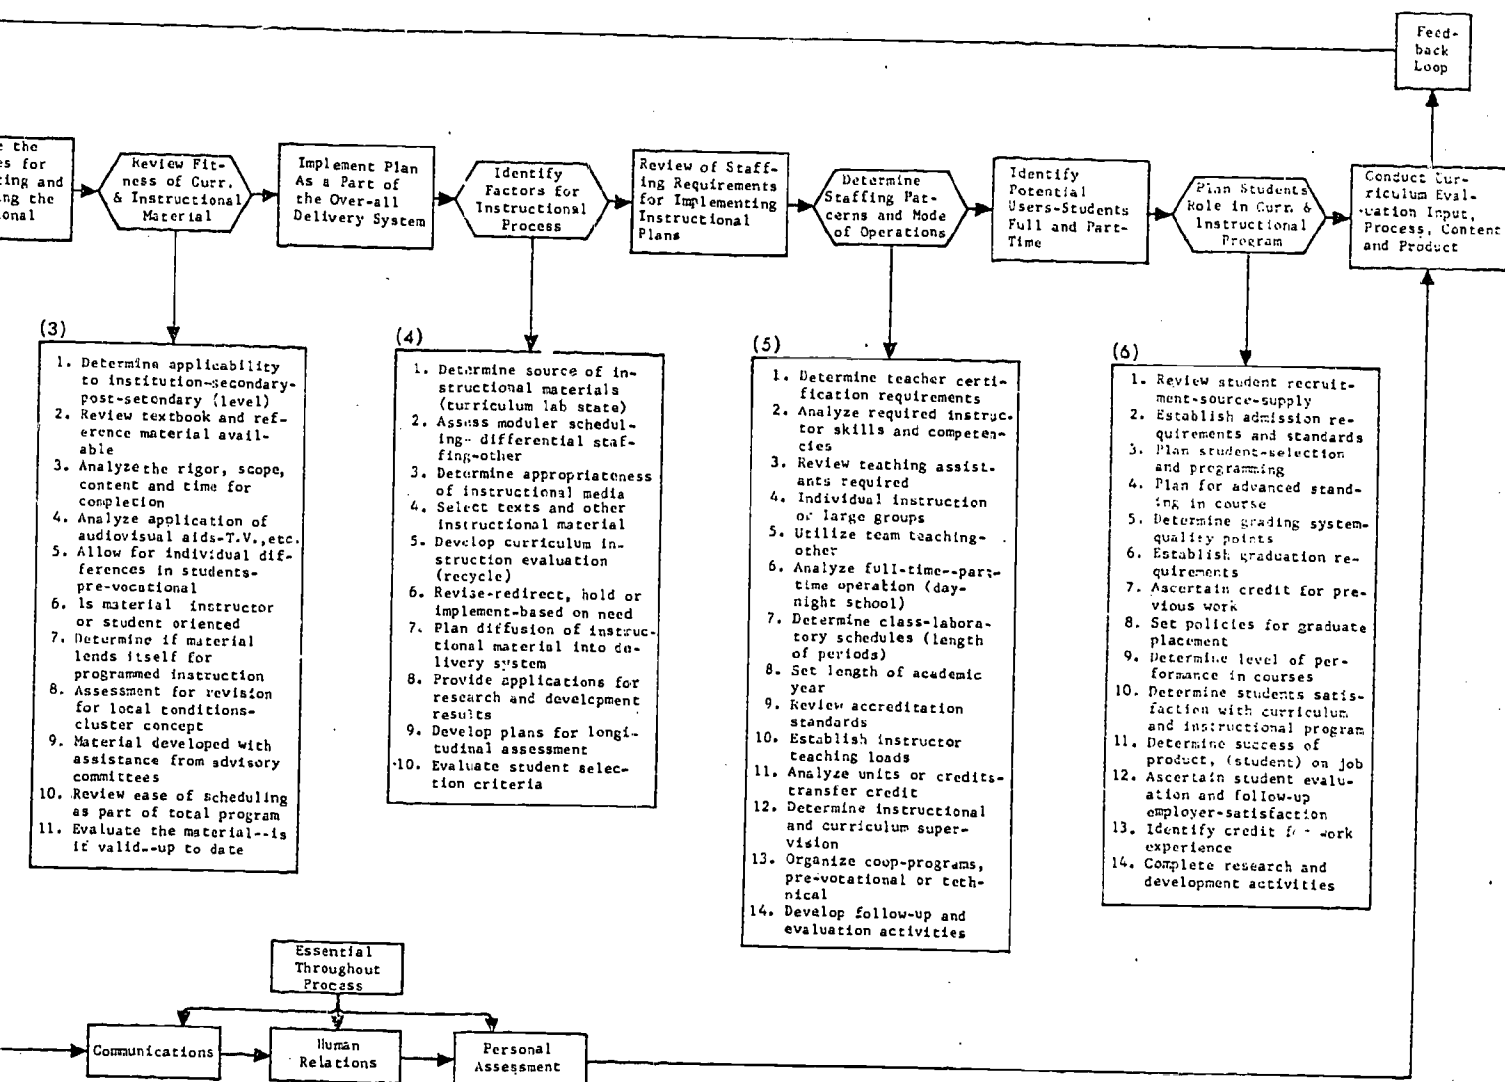 Feed-
back
Loop
e the
es for
ting and
ing the
ional
Review Fit-
ness of Curr.
& Instructional
Material
Implement Plan
As a Part of
the Over-all
Delivery System
Identify
Factors for
Instructional
Process
Review of Staff-
ing Requirements
for Implementing
Instructional
Plans
Determine
Staffing Pat-
terns and Mode
of Operations
Identify
Potential
Users-Students
Full and Part-
Time
Plan Students
Role in Curr. &
Instructional
Program
Conduct Cur-
riculum Eval-
uation Input,
Process, Content
and Product
(3)
1. Determine applicability
to institution-secondary-
post-secondary (level)
2. Review textbook and ref-
erence material avail-
able
3. Analyze the rigor, scope,
content and time for
completion
4. Analyze application of
audiovisual aids-T.V.,etc.
5. Allow for individual dif-
ferences in students-
pre-vocational
6. Is material instructor
or student oriented
7. Determine if material
lends itself for
programmed instruction
8. Assessment for revision
for local conditions-
cluster concept
9. Material developed with
assistance from advisory
committees
10. Review ease of scheduling
as part of total program
11. Evaluate the material--is
it valid--up to date
(4)
1. Determine source of in-
structional materials
(curriculum lab state)
2. Assess moduler schedul-
ing--differential staf-
fing-other
3. Determine appropriateness
of instructional media
4. Select texts and other
instructional material
5. Develop curriculum in-
struction evaluation
(recycle)
6. Revise-redirect, hold or
implement-based on need
7. Plan diffusion of instruc-
tional material into de-
livery system
8. Provide applications for
research and development
results
9. Develop plans for longi-
tudinal assessment
10. Evaluate student selec-
tion criteria
(5)
1. Determine teacher certi-
fication requirements
2. Analyze required instruc-
tor skills and competen-
cies
3. Review teaching assist-
ants required
4. Individual instruction
or large groups
5. Utilize team teaching-
other
6. Analyze full-time--part-
time operation (day-
night school)
7. Determine class-labora-
tory schedules (length
of periods)
8. Set length of academic
year
9. Review accreditation
standards
10. Establish instructor
teaching loads
11. Analyze units or credits-
transfer credit
12. Determine instructional
and curriculum super-
vision
13. Organize coop-programs,
pre-vocational or tech-
nical
14. Develop follow-up and
evaluation activities
(6)
1. Review student recruit-
ment-source-supply
2. Establish admission re-
quirements and standards
3. Plan student-selection
and programming
4. Plan for advanced stand-
ing in course
5. Determine grading system-
quality points
6. Establish graduation re-
quirements
7. Ascertain credit for pre-
vious work
8. Set policies for graduate
placement
9. Determine level of per-
formance in courses
10. Determine students satis-
faction with curriculum
and instructional program
11. Determine success of
product, (student) on job
12. Ascertain student evalu-
ation and follow-up
employer-satisfaction
13. Identify credit for work
experience
14. Complete research and
development activities
Essential
Throughout
Process
Communications
Human
Relations
Personal
Assessment